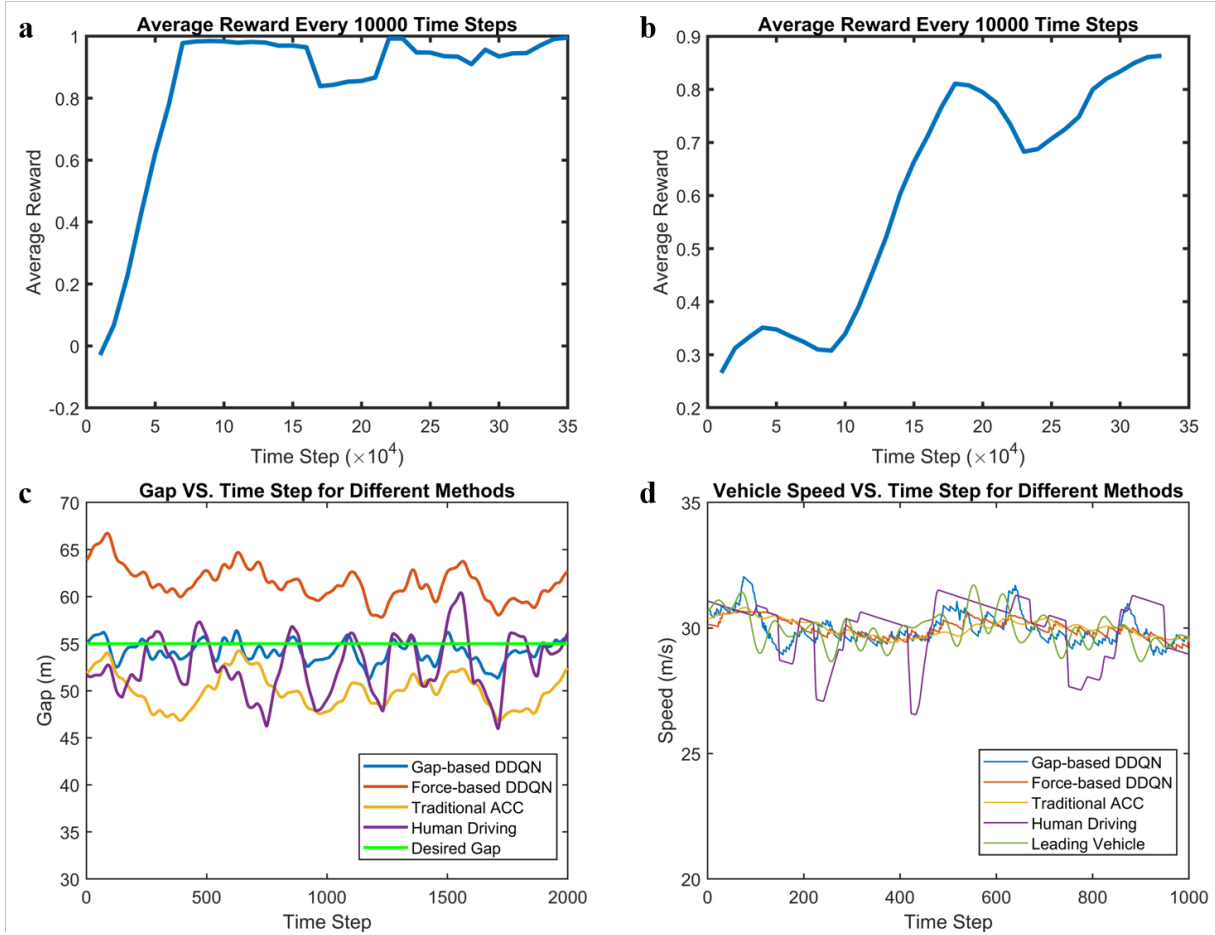 a
Average Reward Every 10000 Time Steps
1
0.8
0.6
0.4
0.2
0
-0.2
Average Reward
0 5 10 15 20 25 30 35
Time Step (×10^4)
b
Average Reward Every 10000 Time Steps
0.9
0.8
0.7
0.6
0.5
0.4
0.3
0.2
Average Reward
0 5 10 15 20 25 30 35
Time Step (×10^4)
c
Gap VS. Time Step for Different Methods
70
65
60
55
50
45
40
35
30
Gap (m)
Gap-based DDQN
Force-based DDQN
Traditional ACC
Human Driving
Desired Gap
0 500 1000 1500 2000
Time Step
d
Vehicle Speed VS. Time Step for Different Methods
35
30
25
20
Speed (m/s)
Gap-based DDQN
Force-based DDQN
Traditional ACC
Human Driving
Leading Vehicle
0 200 400 600 800 1000
Time Step